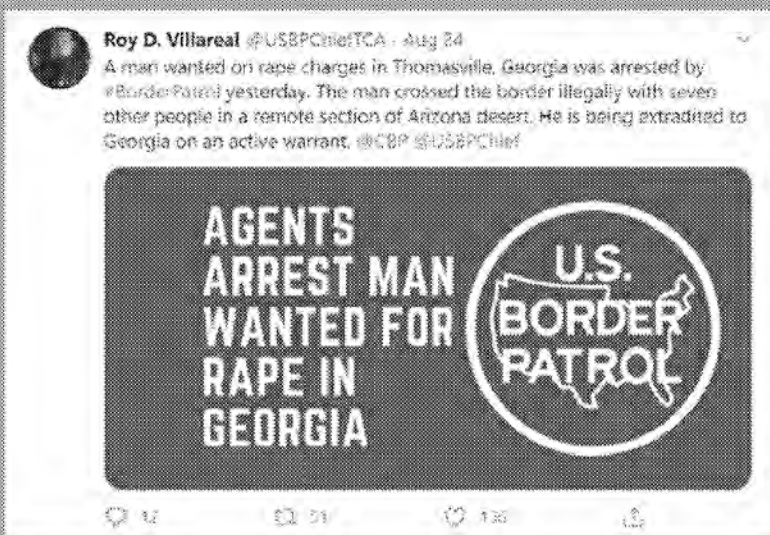 Roy D. Villareal @USBPChiefTCA · Aug 24
A man wanted on rape charges in Thomasville, Georgia was arrested by
#BorderPatrol yesterday. The man crossed the border illegally with seven
other people in a remote section of Arizona desert. He is being extradited to
Georgia on an active warrant. @CBP @USBPChief
AGENTS
ARREST MAN
WANTED FOR
RAPE IN
GEORGIA
U.S.
BORDER
PATROL